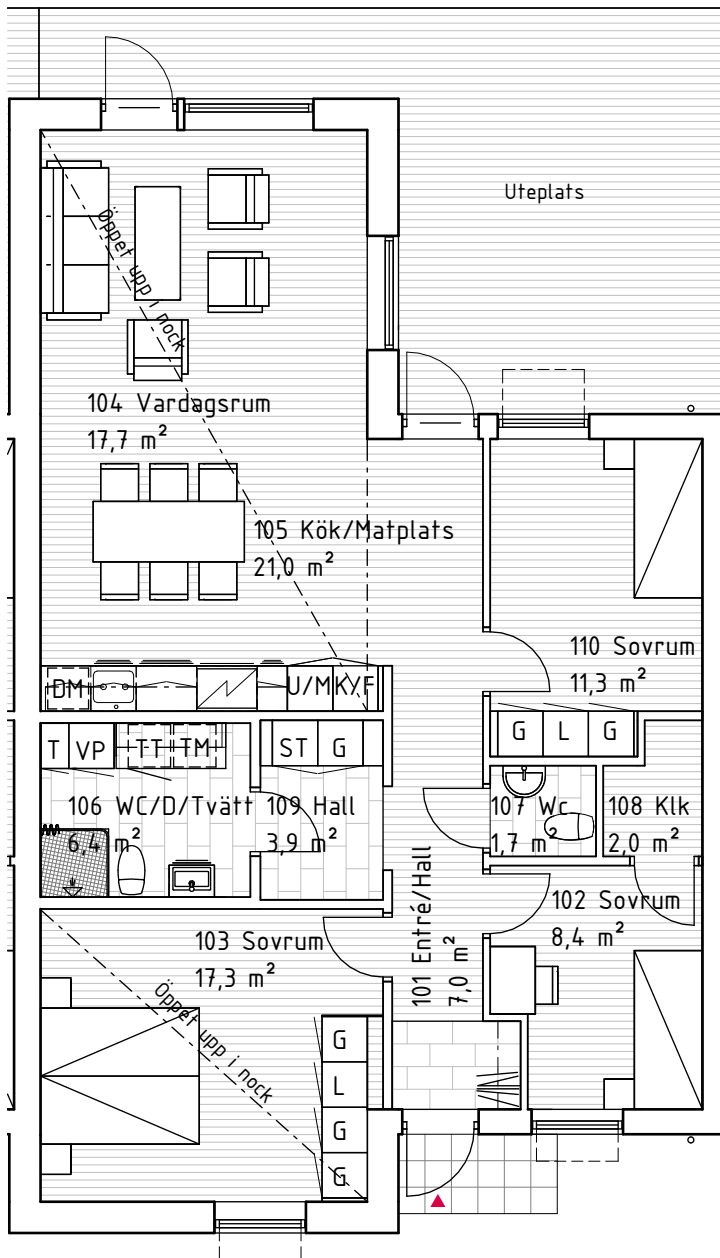 Uteplats
Öppet upp i nock
104 Vardagsrum
17,7 m²
105 Kök/Matplats
21,0 m²
110 Sovrum
11,3 m²
DM
U/M
K/F
G
L
G
T
VP
TT
TM
ST
G
106 WC/D/Tvätt
6,4 m²
109 Hall
3,9 m²
107 Wc
1,7 m²
108 Klk
2,0 m²
102 Sovrum
8,4 m²
103 Sovrum
17,3 m²
101 Entré/Hall
7,0 m²
Öppet upp i nock
G
L
G
G